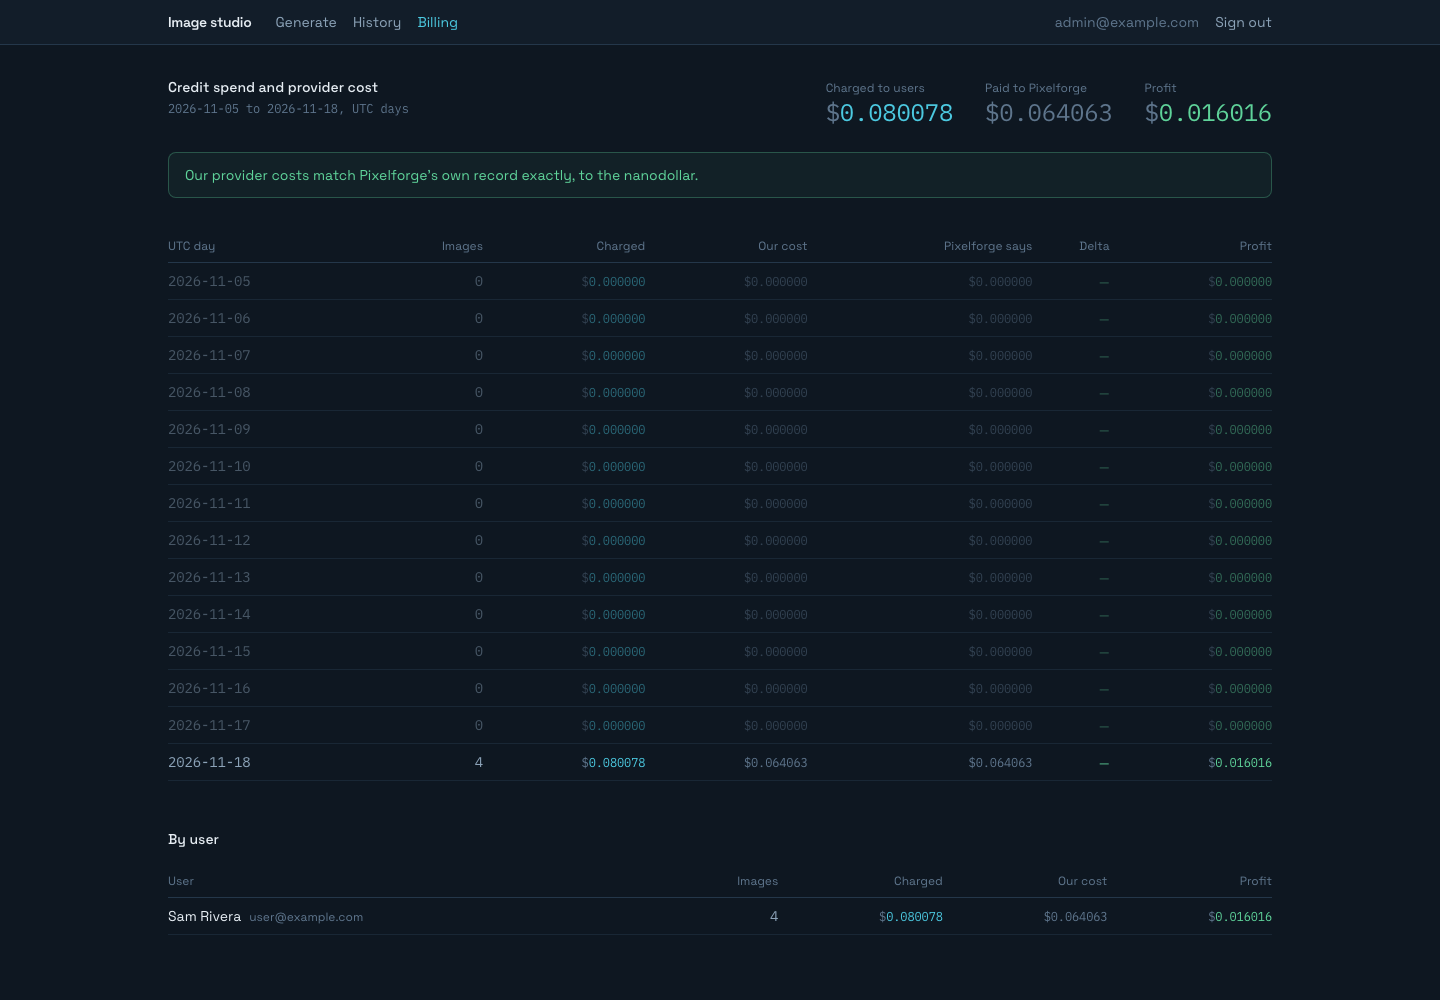 Image studio Generate History Billing admin@example.com Sign out
Credit spend and provider cost
2026-11-05 to 2026-11-18, UTC days
Charged to users
$0.080078
Paid to Pixelforge
$0.064063
Profit
$0.016016
Our provider costs match Pixelforge's own record exactly, to the nanodollar.
UTC day Images Charged Our cost Pixelforge says Delta Profit
2026-11-05 0 $0.000000 $0.000000 $0.000000 — $0.000000
2026-11-06 0 $0.000000 $0.000000 $0.000000 — $0.000000
2026-11-07 0 $0.000000 $0.000000 $0.000000 — $0.000000
2026-11-08 0 $0.000000 $0.000000 $0.000000 — $0.000000
2026-11-09 0 $0.000000 $0.000000 $0.000000 — $0.000000
2026-11-10 0 $0.000000 $0.000000 $0.000000 — $0.000000
2026-11-11 0 $0.000000 $0.000000 $0.000000 — $0.000000
2026-11-12 0 $0.000000 $0.000000 $0.000000 — $0.000000
2026-11-13 0 $0.000000 $0.000000 $0.000000 — $0.000000
2026-11-14 0 $0.000000 $0.000000 $0.000000 — $0.000000
2026-11-15 0 $0.000000 $0.000000 $0.000000 — $0.000000
2026-11-16 0 $0.000000 $0.000000 $0.000000 — $0.000000
2026-11-17 0 $0.000000 $0.000000 $0.000000 — $0.000000
2026-11-18 4 $0.080078 $0.064063 $0.064063 — $0.016016
By user
User Images Charged Our cost Profit
Sam Rivera user@example.com 4 $0.080078 $0.064063 $0.016016